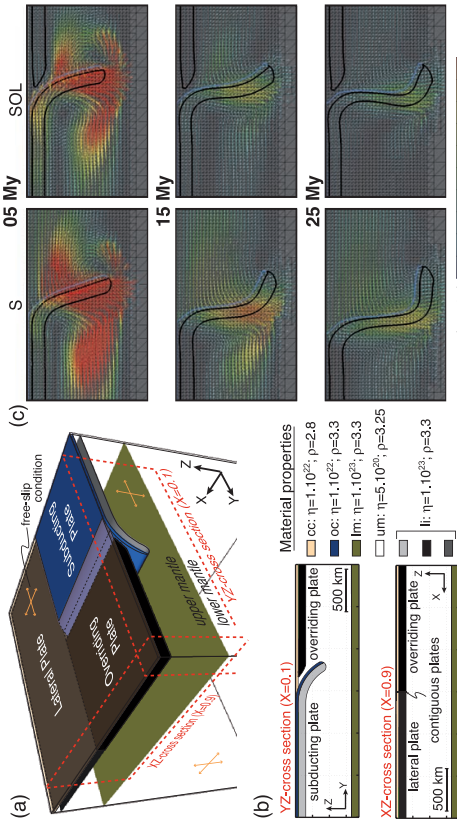 (a)
free-slip
condition
Lateral Plate
Subducting
Plate
Overriding
Plate
upper mantle
lower mantle
YZ-cross section (X=0.1)
XZ-cross section (X=0.9)
Z
X
Y
(b)
YZ-cross section (X=0,1)
subducting plate
overriding plate
Z
Y
500 km
XZ-cross section (X=0.9)
lateral plate
overriding plate
contiguous plates
500 km
Z
X
Material properties
cc: η=1.10²²; ρ=2.8
oc: η=1.10²²; ρ=3.3
lm: η=1.10²³; ρ=3.3
um: η=5.10²⁰; ρ=3.25
li: η=1.10²³; ρ=3.3
(c)
S
SOL
05 My
15 My
25 My